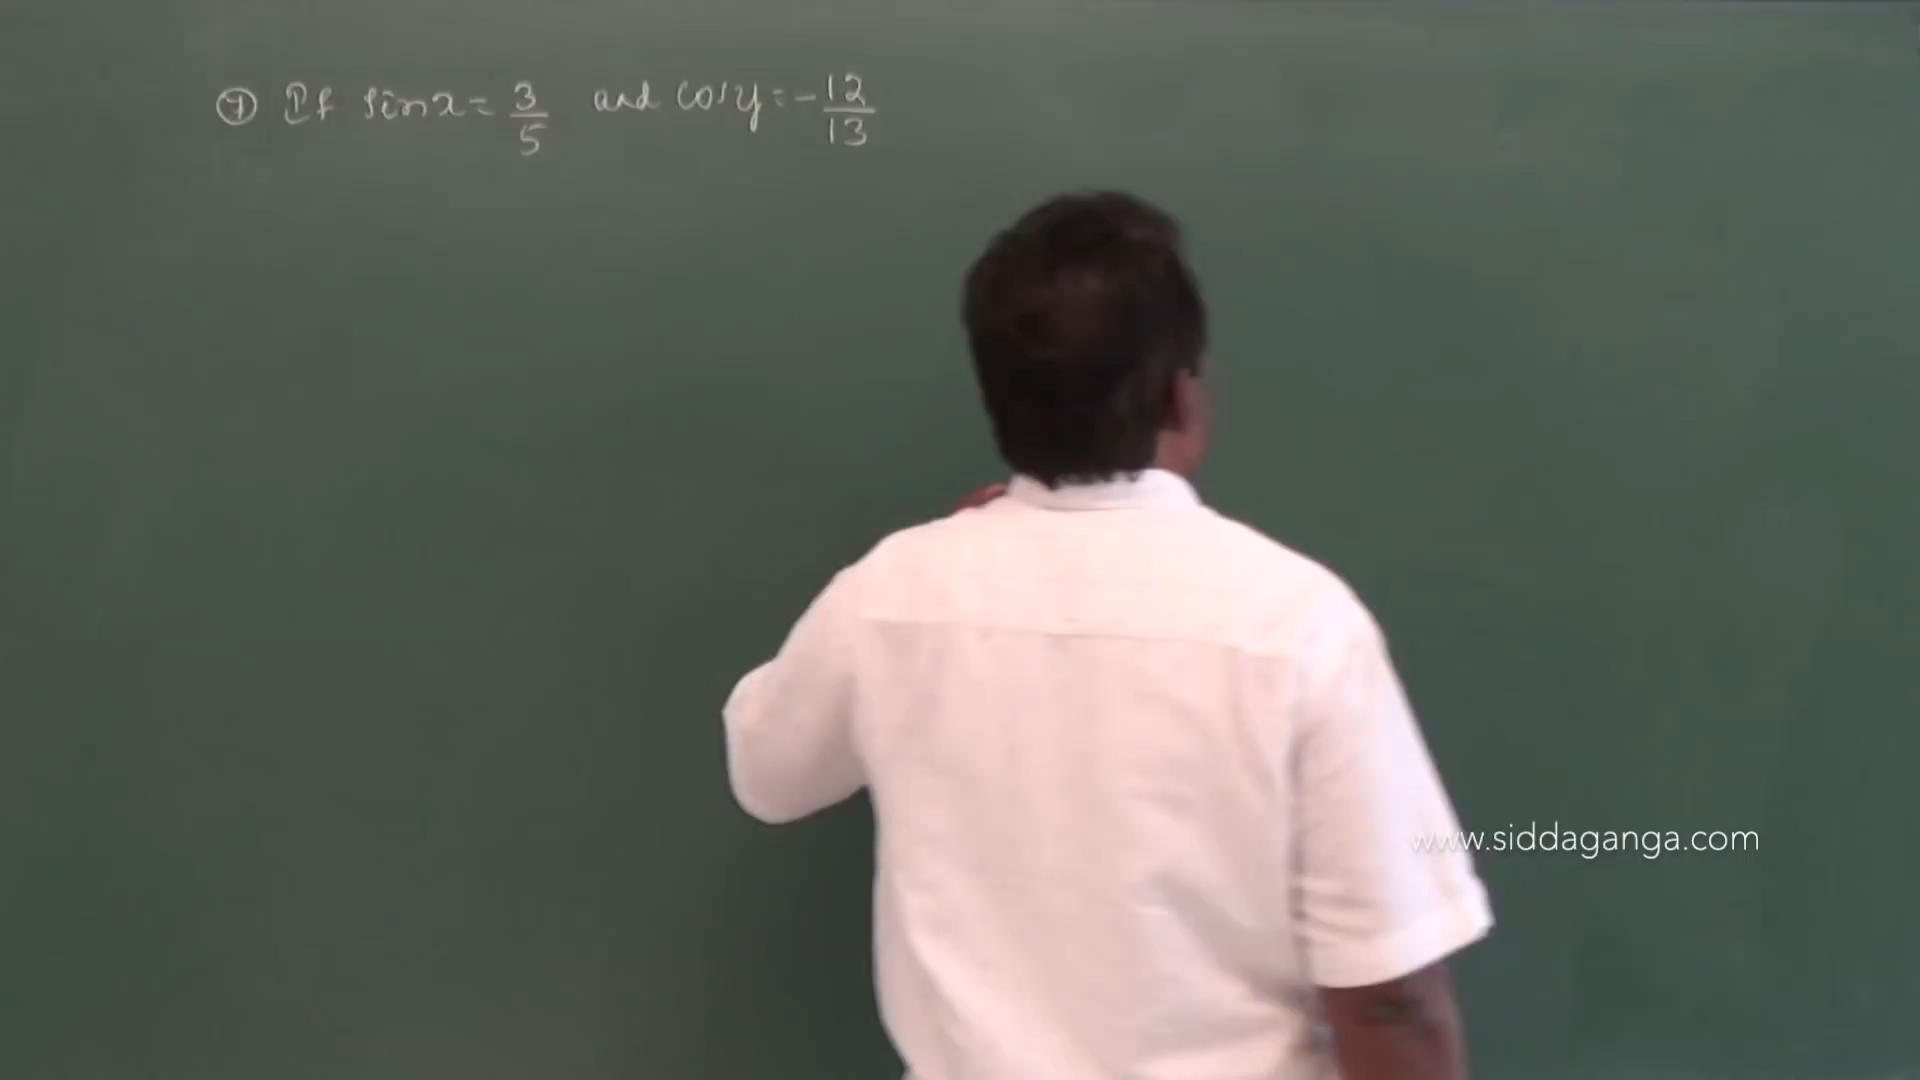 ⑦ If sinx = 3/5 and cosy = -12/13
www.siddaganga.com